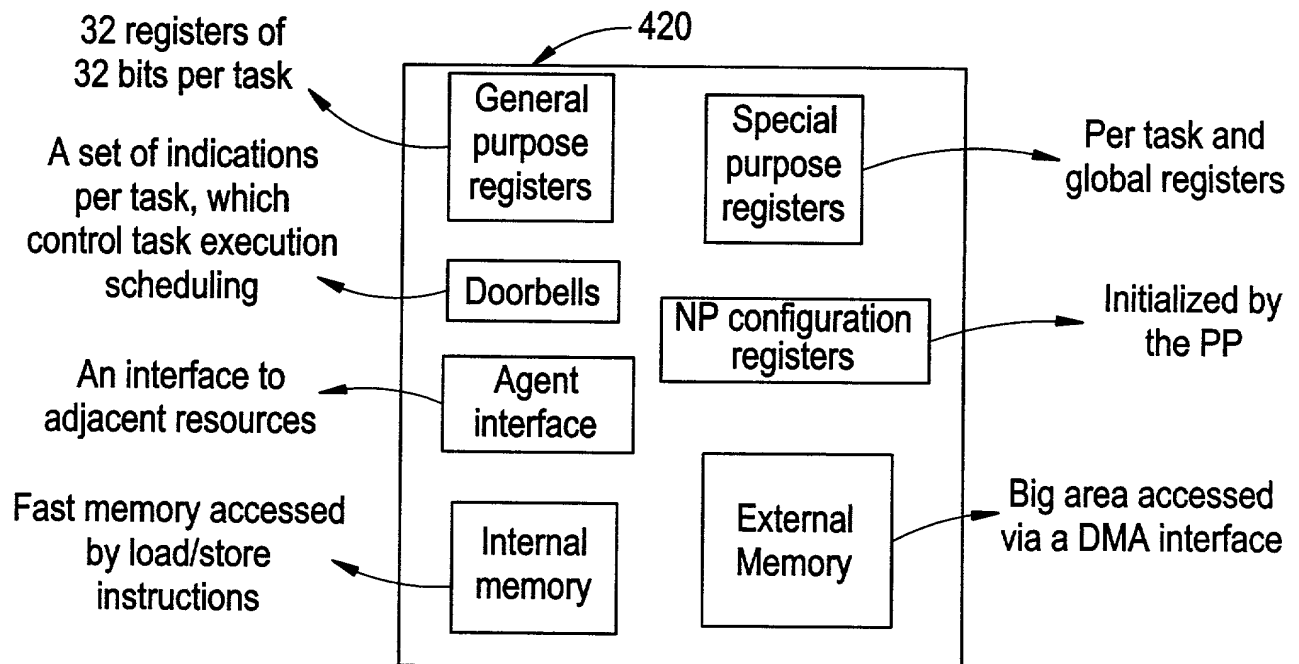 420
32 registers of
32 bits per task
General
purpose
registers
Special
purpose
registers
Per task and
global registers
A set of indications
per task, which
control task execution
scheduling
Doorbells
NP configuration
registers
Initialized by
the PP
An interface to
adjacent resources
Agent
interface
Fast memory accessed
by load/store
instructions
Internal
memory
External
Memory
Big area accessed
via a DMA interface